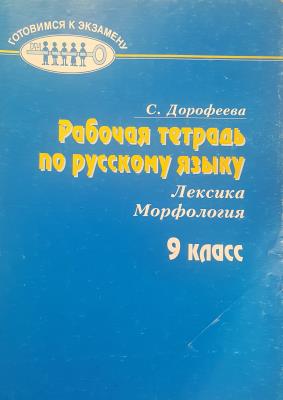 ГОТОВИМСЯ К ЭКЗАМЕНУ
С. Дорофеева
Рабочая тетрадь
по русскому языку
Лексика
Морфология
9 класс